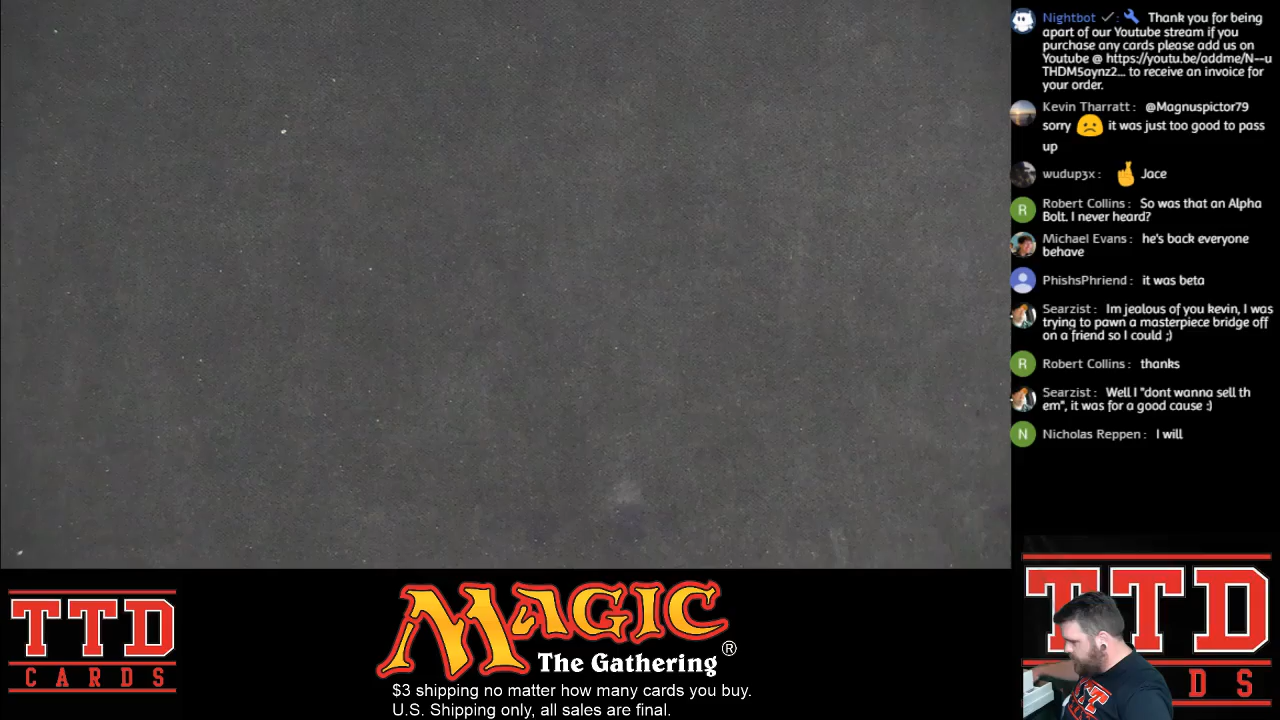 Nightbot ✓ : 🔧 Thank you for being
apart of our Youtube stream if you
purchase any cards please add us on
Youtube @ https://youtu.be/addme/N--u
THDM5aynz2... to receive an invoice for
your order.
Kevin Tharratt : @Magnuspictor79
sorry ☹️ it was just too good to pass
up
wudup3x : 🤞 Jace
R
Robert Collins : So was that an Alpha
Bolt. I never heard?
Michael Evans : he's back everyone
behave
PhishsPhriend : it was beta
Searzist : Im jealous of you kevin, I was
trying to pawn a masterpiece bridge off
on a friend so I could ;)
R
Robert Collins : thanks
Searzist : Well I "dont wanna sell th
em", it was for a good cause :)
N
Nicholas Reppen : I will
TTD
CARDS
MAGIC
The Gathering®
$3 shipping no matter how many cards you buy.
U.S. Shipping only, all sales are final.
TTD
DS